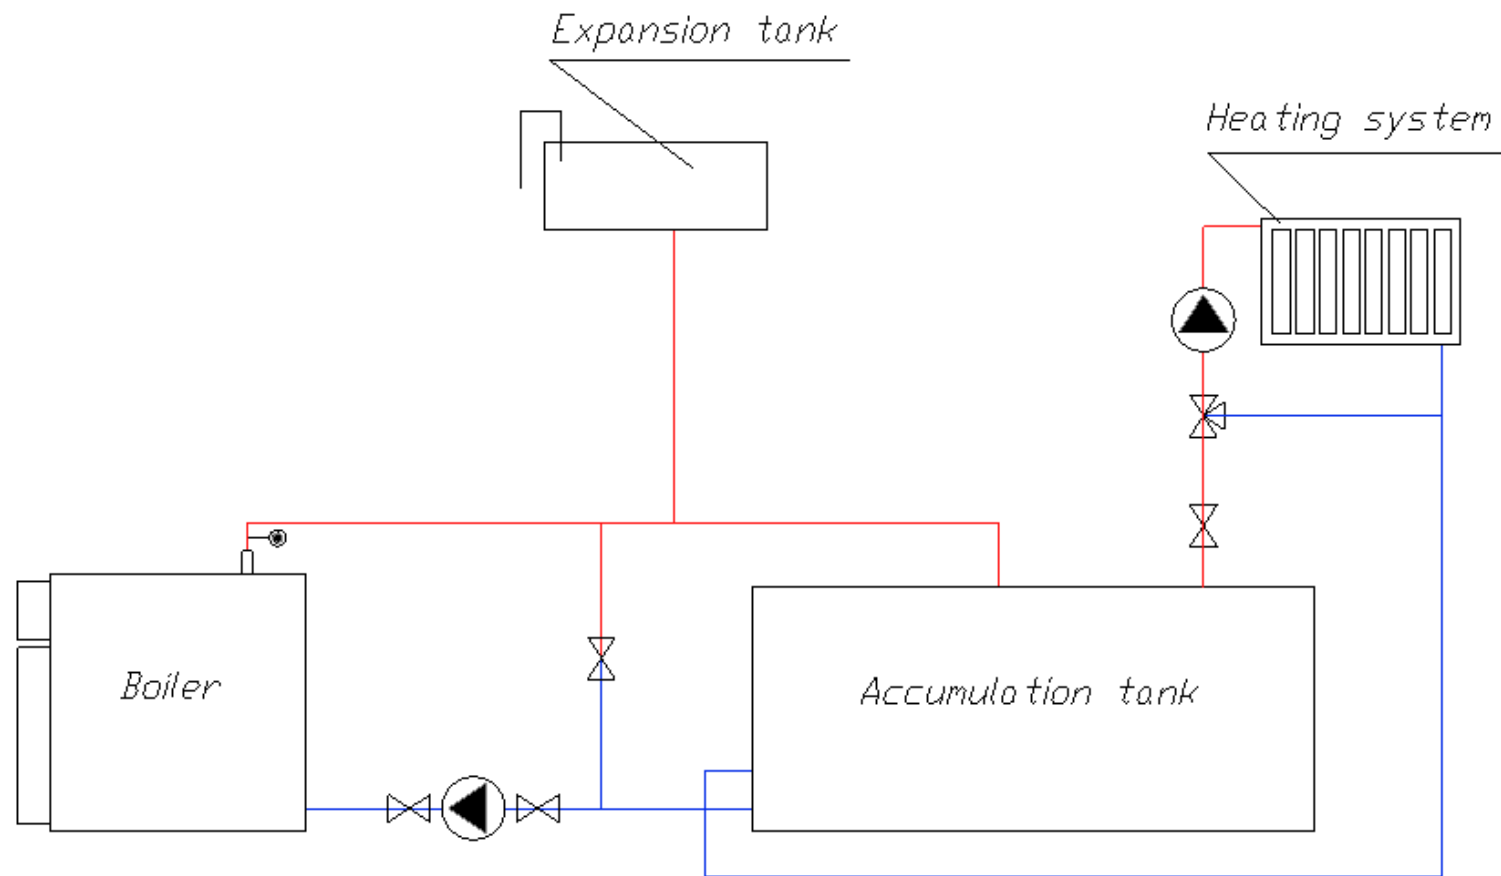 Expansion tank
Heating system
Boiler
Accumulation tank